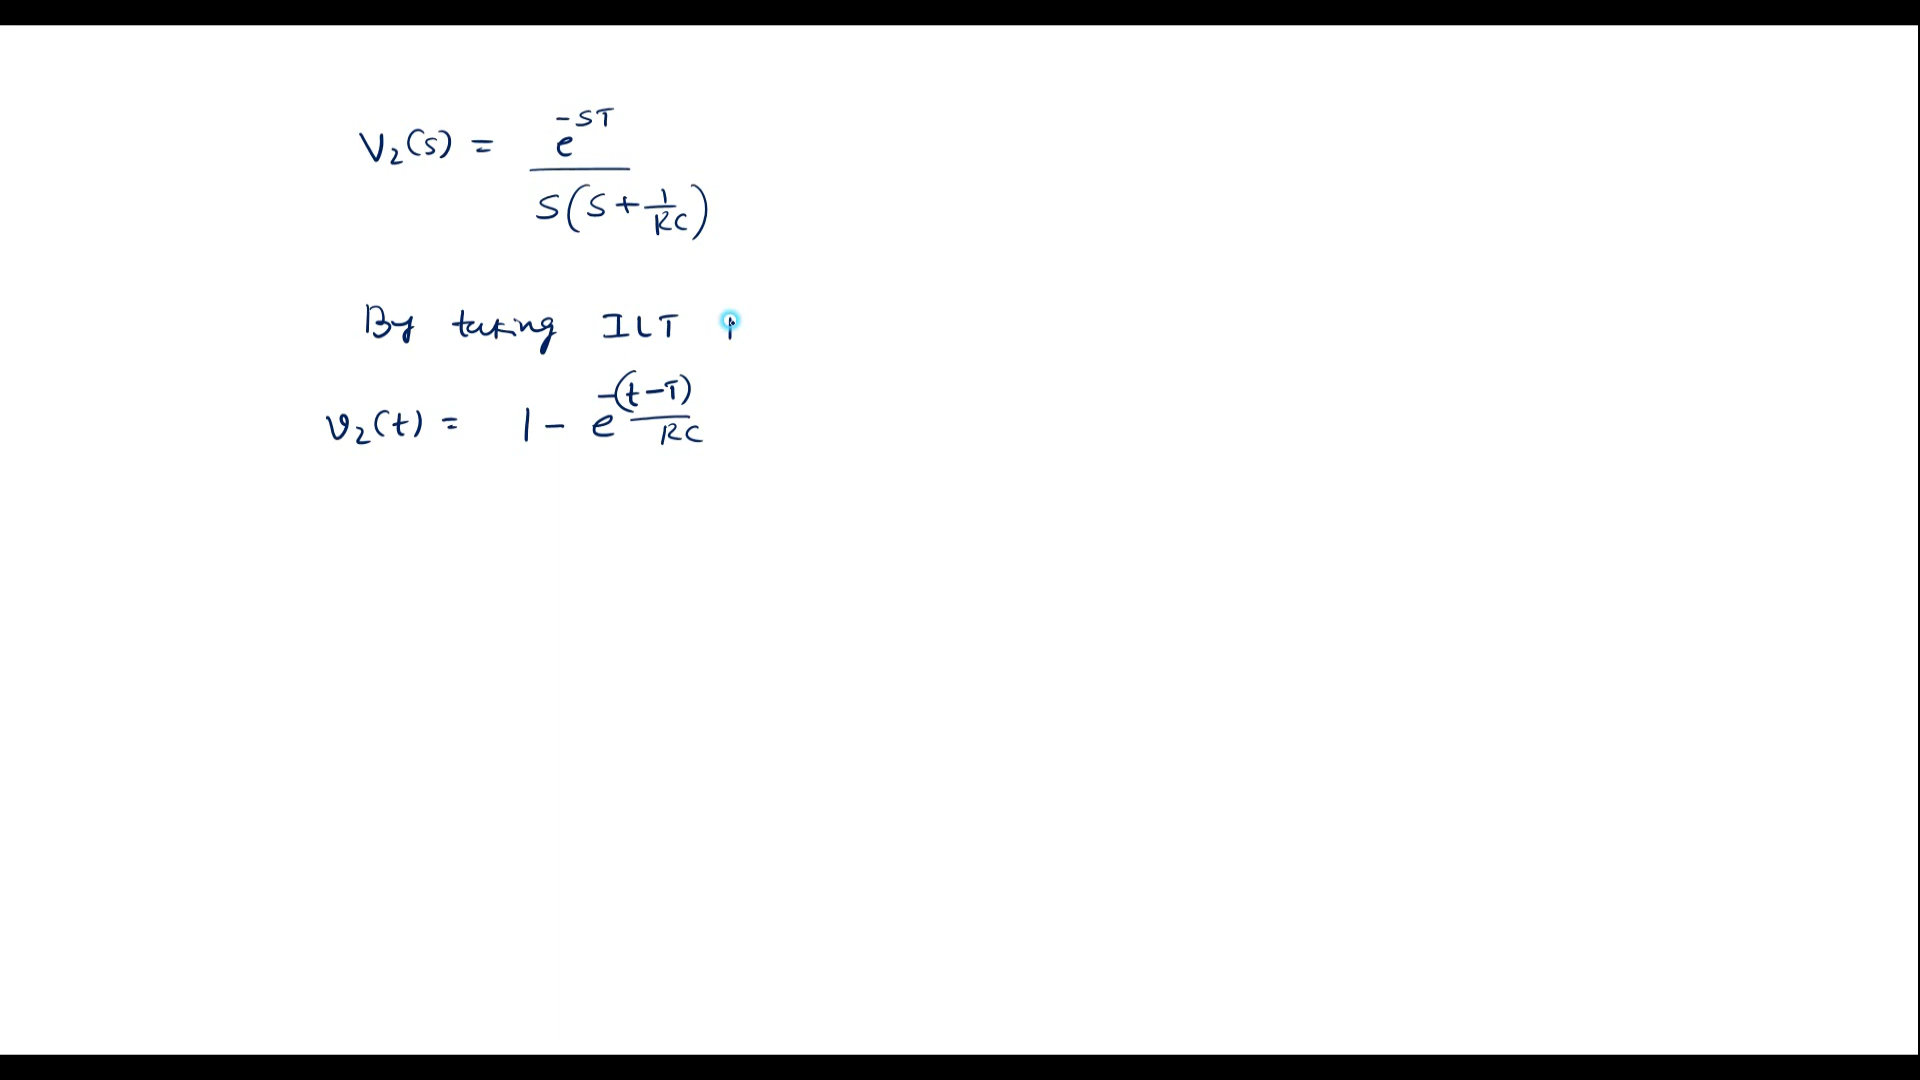 V₂(s) = e^(-ST) / S(S + 1/RC)
By taking ILT
v₂(t) = 1 - e^(-(t-T)/RC)